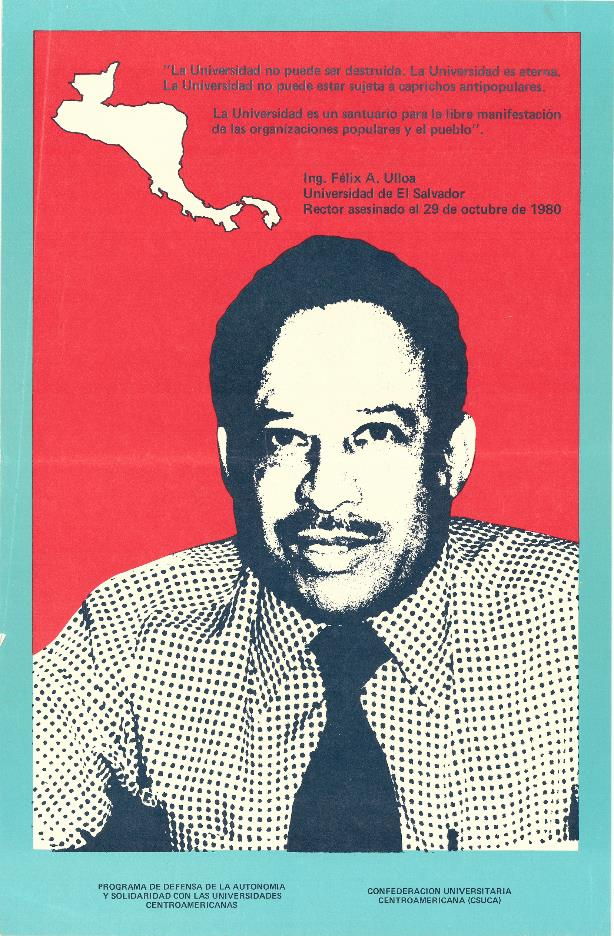 "La Universidad no puede ser destruida. La Universidad es eterna.
La Universidad no puede estar sujeta a caprichos antipopulares.
La Universidad es un santuario para la libre manifestación
de las organizaciones populares y el pueblo".
Ing. Félix A. Ulloa
Universidad de El Salvador
Rector asesinado el 29 de octubre de 1980
PROGRAMA DE DEFENSA DE LA AUTONOMIA
Y SOLIDARIDAD CON LAS UNIVERSIDADES
CENTROAMERICANAS
CONFEDERACION UNIVERSITARIA
CENTROAMERICANA (CSUCA)